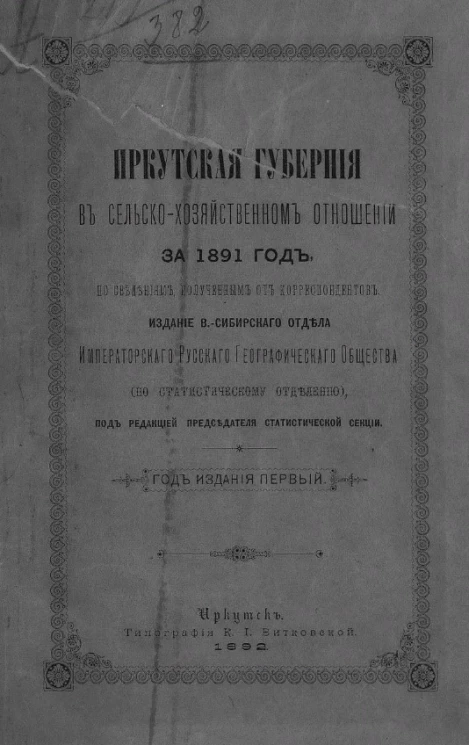 382
ИРКУТСКАЯ ГУБЕРНІЯ
ВЪ СЕЛЬСКО-ХОЗЯЙСТВЕННОМЪ ОТНОШЕНІИ
ЗА 1891 ГОДЪ,
ПО СВѢДѢНІЯМЪ, ПОЛУЧЕННЫМЪ ОТЪ КОРРЕСПОНДЕНТОВЪ.
ИЗДАНІЕ В.-СИБИРСКАГО ОТДѢЛА
ИМПЕРАТОРСКАГО РУССКАГО ГЕОГРАФИЧЕСКАГО ОБЩЕСТВА
(ПО СТАТИСТИЧЕСКОМУ ОТДѢЛЕНІЮ),
ПОДЪ РЕДАКЦІЕЙ ПРЕДСѢДАТЕЛЯ СТАТИСТИЧЕСКОЙ СЕКЦІИ.
ГОДЪ ИЗДАНІЯ ПЕРВЫЙ.
Иркутскъ.
Типографія К. І. Витковской.
1892.